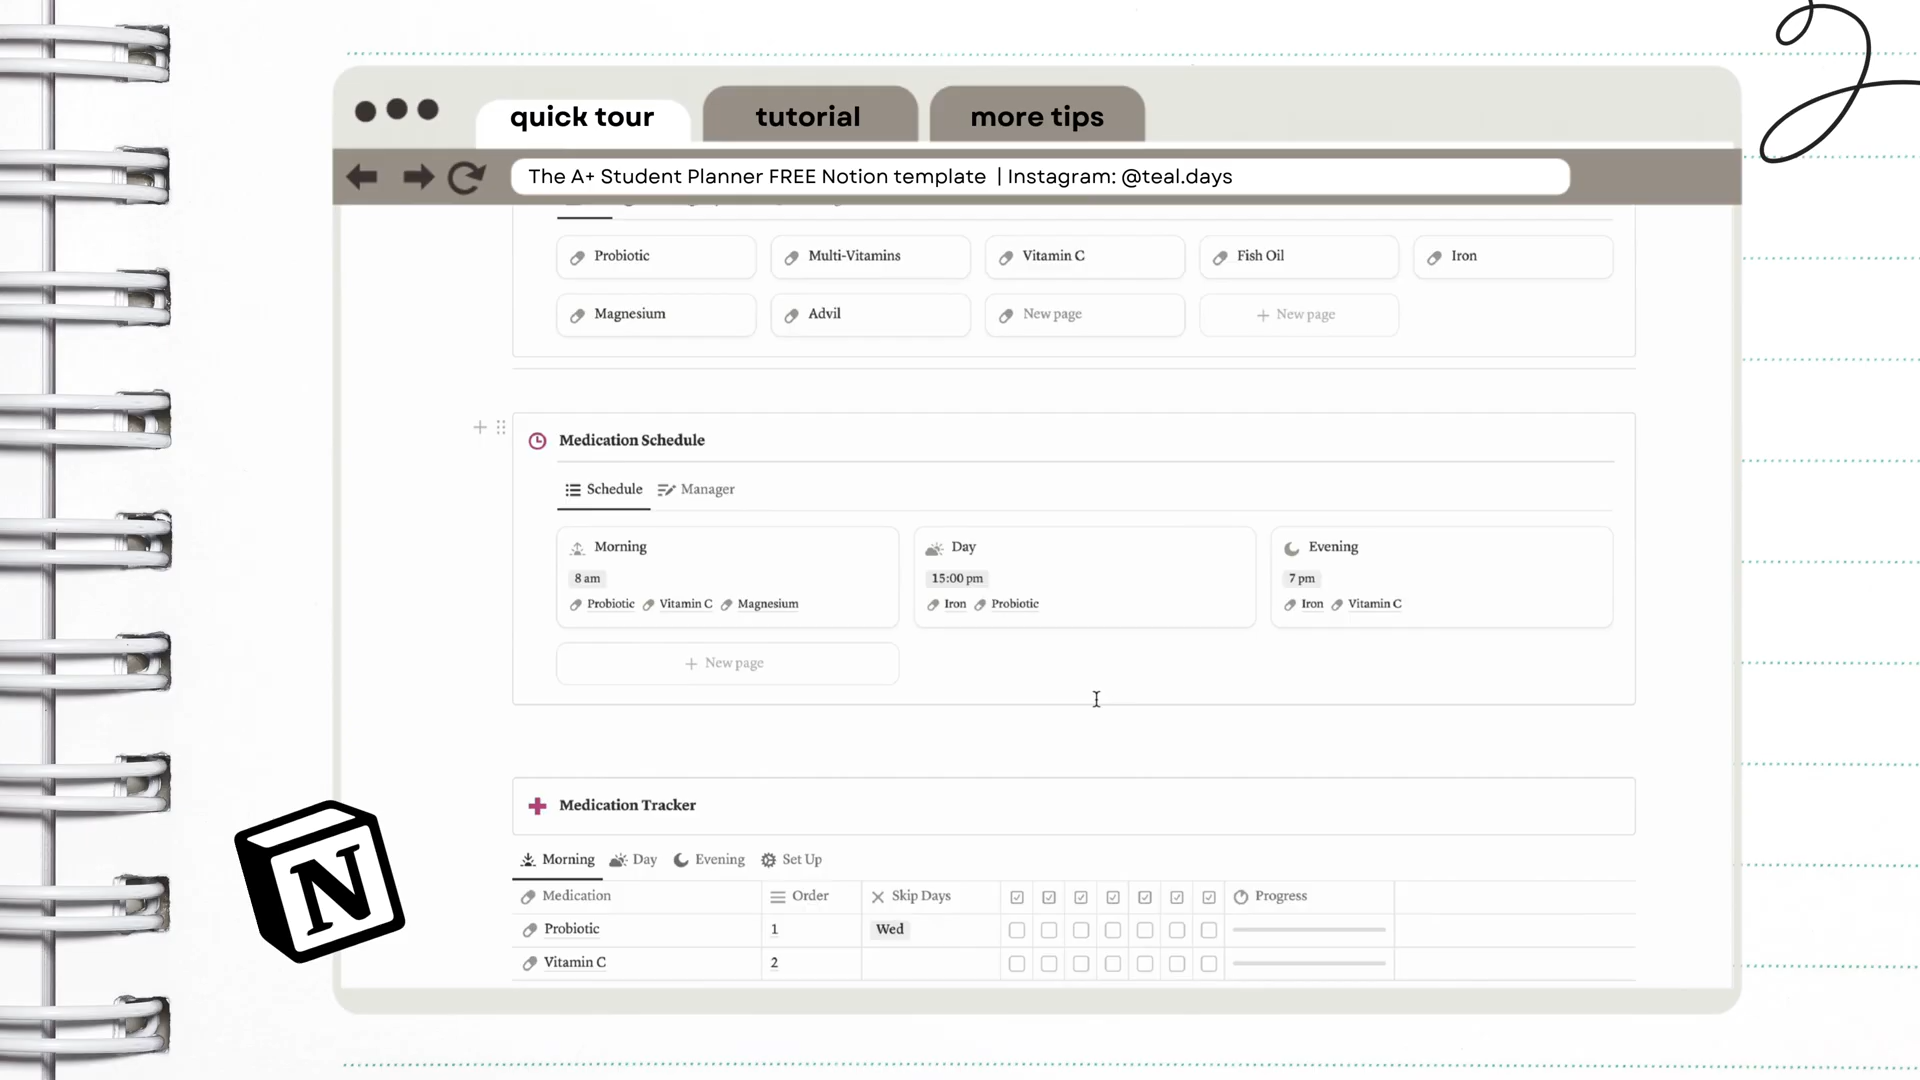 quick tour tutorial more tips
The A+ Student Planner FREE Notion template | Instagram: @teal.days
Probiotic Multi-Vitamins Vitamin C Fish Oil Iron
Magnesium Advil New page + New page
Medication Schedule
Schedule Manager
Morning Day Evening
8 am 15:00 pm 7 pm
Probiotic Vitamin C Magnesium Iron Probiotic Iron Vitamin C
+ New page
Medication Tracker
Morning Day Evening Set Up
Medication Order Skip Days Progress
Probiotic 1 Wed
Vitamin C 2
N